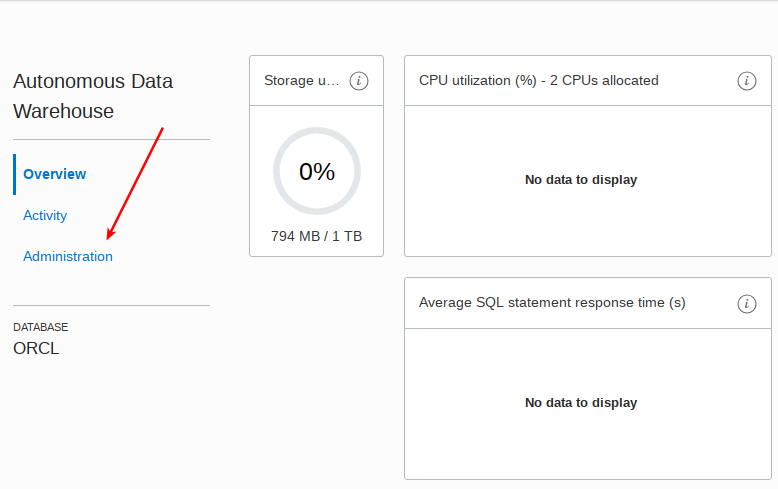 Autonomous Data
Warehouse
Overview
Activity
Administration
DATABASE
ORCL
Storage u...
i
0%
794 MB / 1 TB
CPU utilization (%) - 2 CPUs allocated
i
No data to display
Average SQL statement response time (s)
i
No data to display